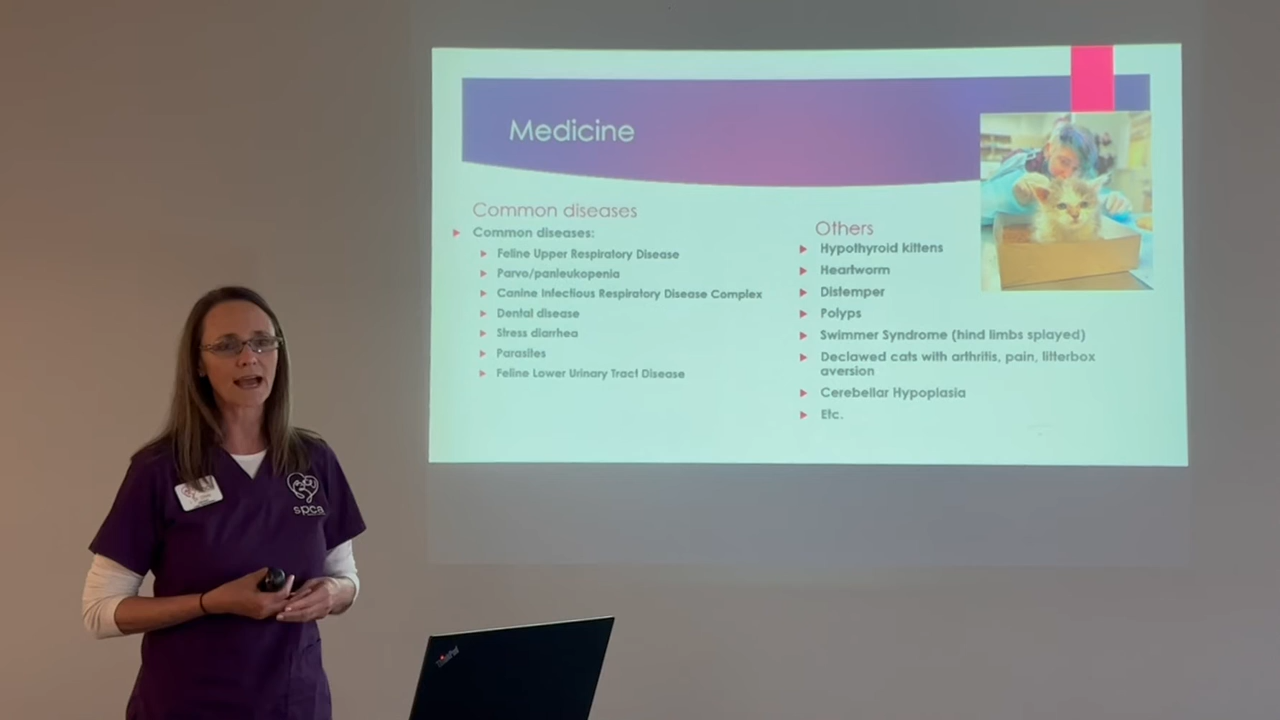 Medicine
Common diseases
Common diseases:
Feline Upper Respiratory Disease
Parvo/panleukopenia
Canine Infectious Respiratory Disease Complex
Dental disease
Stress diarrhea
Parasites
Feline Lower Urinary Tract Disease
Others
Hypothyroid kittens
Heartworm
Distemper
Polyps
Swimmer Syndrome (hind limbs splayed)
Declawed cats with arthritis, pain, litterbox
aversion
Cerebellar Hypoplasia
Etc.
spca
ThinkPad